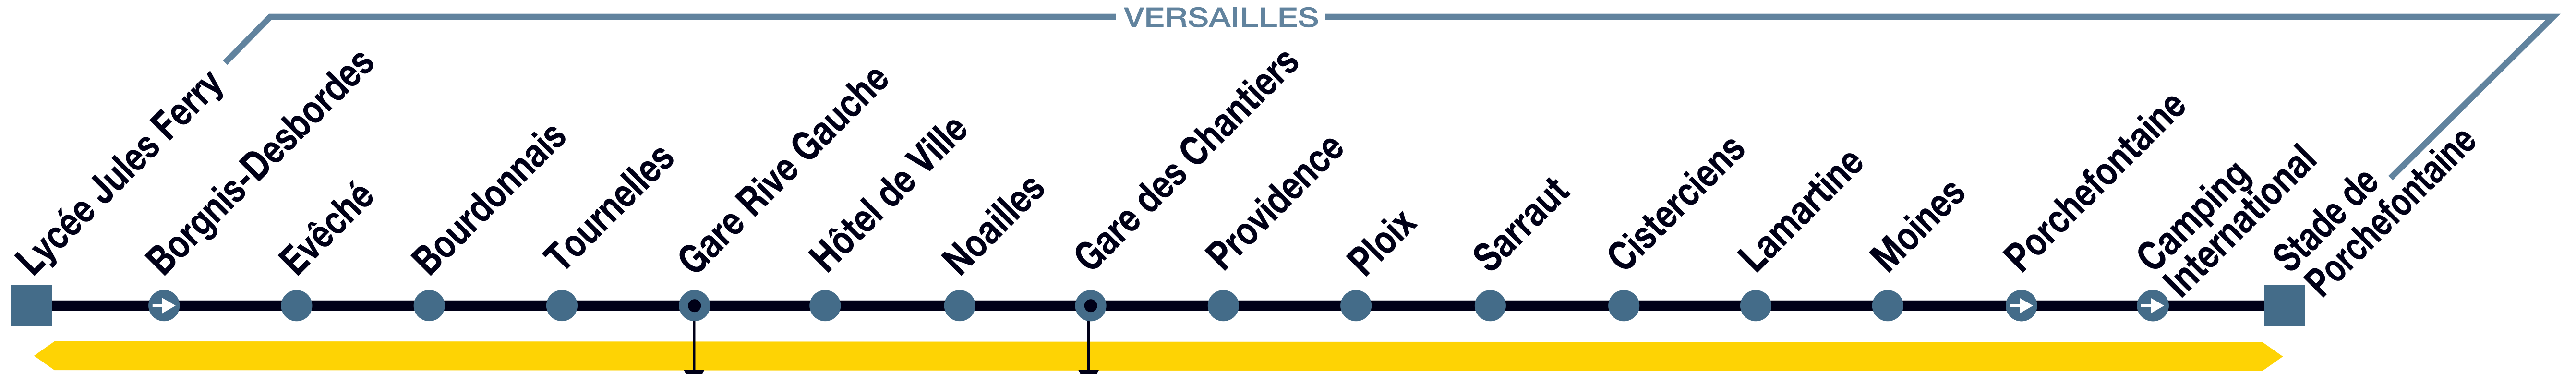 VERSAILLES
Lycée Jules Ferry
Borgnis-Desbordes
Evêché
Bourdonnais
Tournelles
Gare Rive Gauche
Hôtel de Ville
Noailles
Gare des Chantiers
Providence
Ploix
Sarraut
Cisterciens
Lamartine
Moines
Porchefontaine
Camping
International
Stade de
Porchefontaine